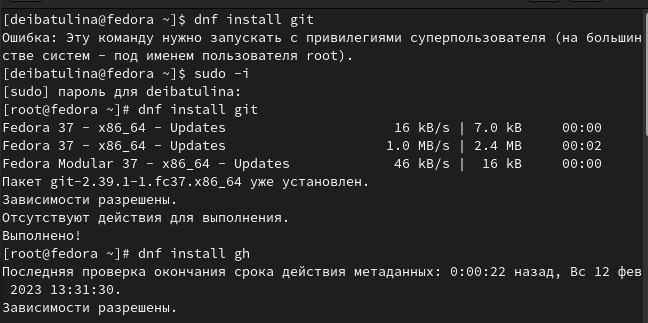 [deibatulina@fedora ~]$ dnf install git
Ошибка: Эту команду нужно запускать с привилегиями суперпользователя (на большин
стве систем – под именем пользователя root).
[deibatulina@fedora ~]$ sudo -i
[sudo] пароль для deibatulina:
[root@fedora ~]# dnf install git
Fedora 37 - x86_64 - Updates                     16 kB/s | 7.0 kB     00:00
Fedora 37 - x86_64 - Updates                    1.0 MB/s | 2.4 MB     00:02
Fedora Modular 37 - x86_64 - Updates             46 kB/s |  16 kB     00:00
Пакет git-2.39.1-1.fc37.x86_64 уже установлен.
Зависимости разрешены.
Отсутствуют действия для выполнения.
Выполнено!
[root@fedora ~]# dnf install gh
Последняя проверка окончания срока действия метаданных: 0:00:22 назад, Вс 12 фев
 2023 13:31:30.
Зависимости разрешены.